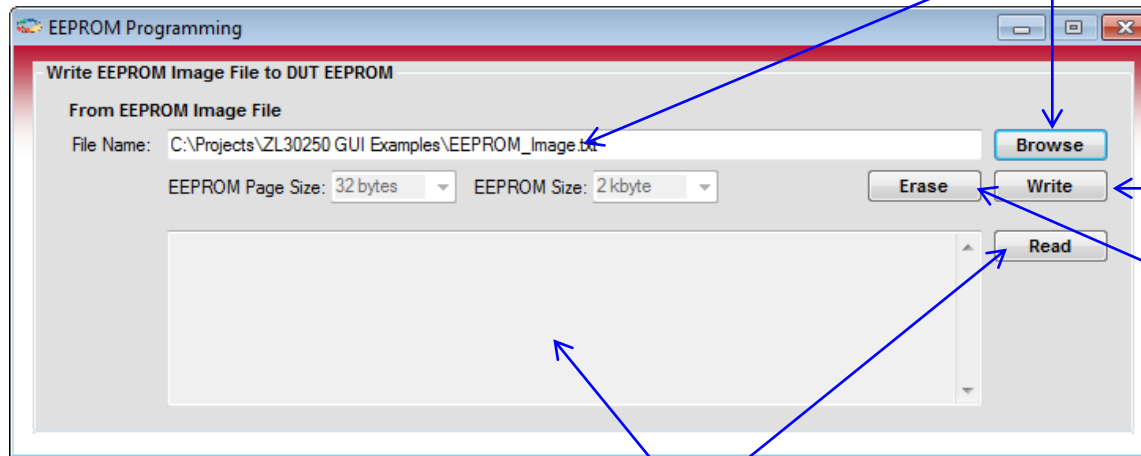 EEPROM Programming
Write EEPROM Image File to DUT EEPROM
From EEPROM Image File
File Name: C:\Projects\ZL30250 GUI Examples\EEPROM_Image.txt Browse
EEPROM Page Size: 32 bytes EEPROM Size: 2 kbyte Erase Write
Read